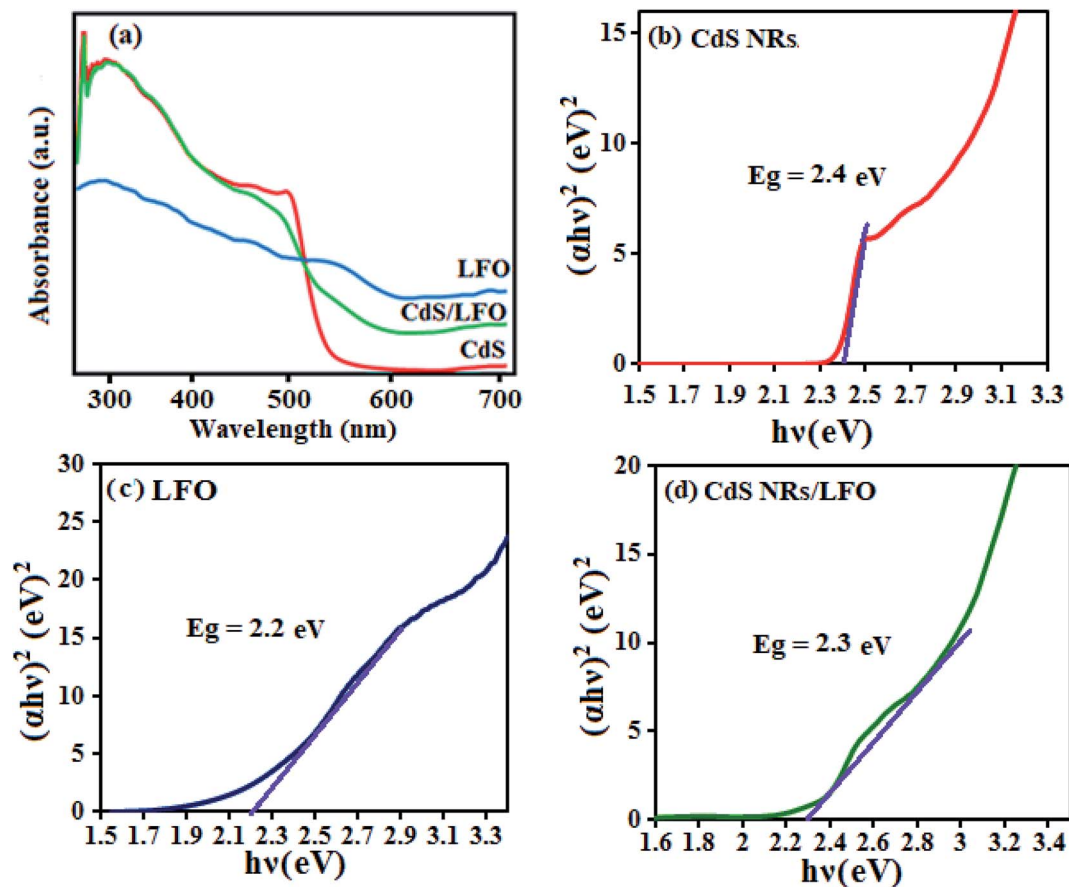 (a)
Absorbance (a.u.)
LFO
CdS/LFO
CdS
300 400 500 600 700
Wavelength (nm)
(b) CdS NRs.
15
10
5
0
(αhν)² (eV)²
Eg = 2.4 eV
1.5 1.7 1.9 2.1 2.3 2.5 2.7 2.9 3.1 3.3
hν(eV)
(c) LFO
30
25
20
15
10
5
0
(αhν)² (eV)²
Eg = 2.2 eV
1.5 1.7 1.9 2.1 2.3 2.5 2.7 2.9 3.1 3.3
hν(eV)
(d) CdS NRs/LFO
20
15
10
5
0
(αhν)² (eV)²
Eg = 2.3 eV
1.6 1.8 2 2.2 2.4 2.6 2.8 3 3.2 3.4
hν(eV)